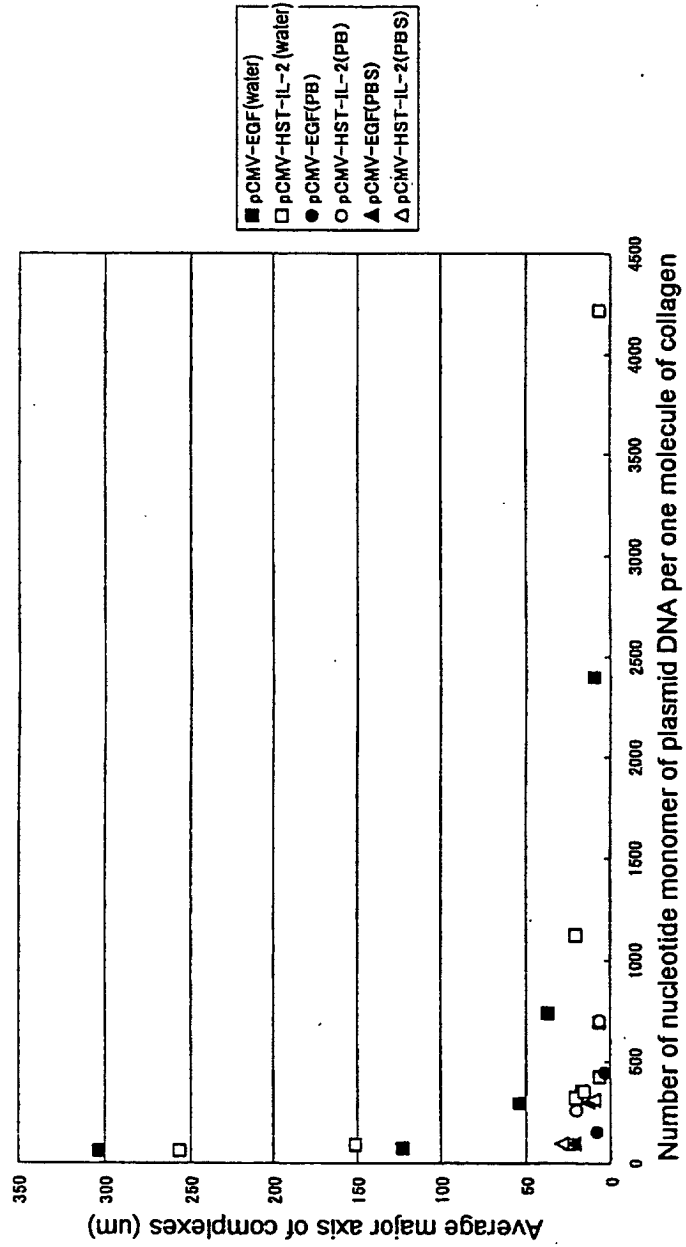 ■ pCMV-EGF(water)
□ pCMV-HST-IL-2 (water)
● pCMV-EGF(PB)
○ pCMV-HST-IL-2(PB)
▲ pCMV-EGF(PBS)
△ pCMV-HST-IL-2(PBS)
Average major axis of complexes (um)
350
300
250
200
150
100
50
0
0 500 1000 1500 2000 2500 3000 3500 4000 4500
Number of nucleotide monomer of plasmid DNA per one molecule of collagen